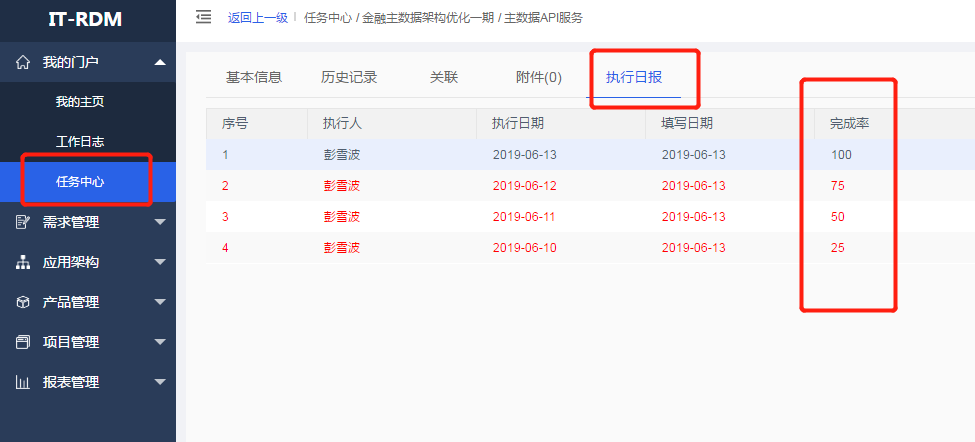 IT-RDM
返回上一级 | 任务中心 / 金融主数据架构优化一期 / 主数据API服务
我的门户
我的主页
工作日志
任务中心
需求管理
应用架构
产品管理
项目管理
报表管理
基本信息 历史记录 关联 附件(0) 执行日报
序号 执行人 执行日期 填写日期 完成率
1 彭雪波 2019-06-13 2019-06-13 100
2 彭雪波 2019-06-12 2019-06-13 75
3 彭雪波 2019-06-11 2019-06-13 50
4 彭雪波 2019-06-10 2019-06-13 25